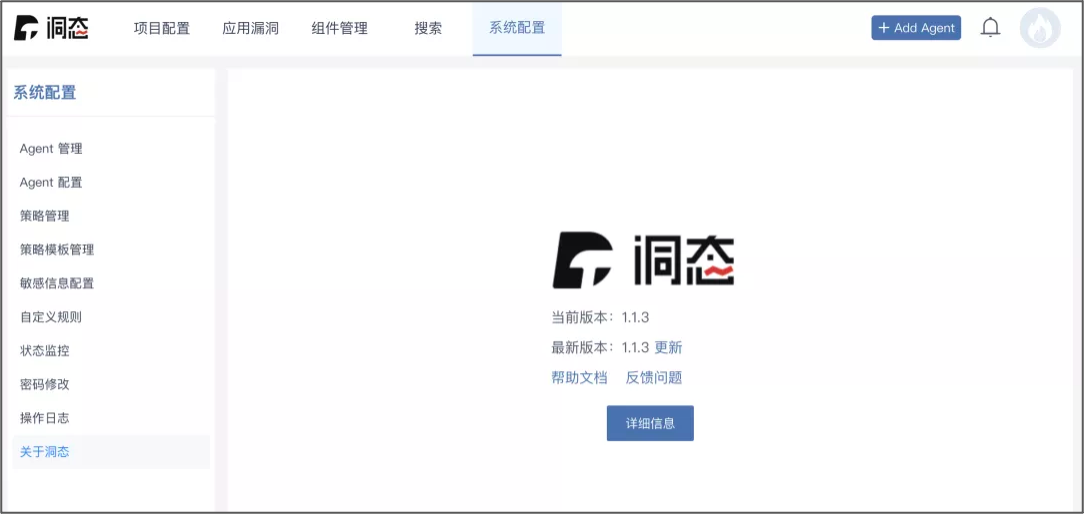 洞态 项目配置 应用漏洞 组件管理 搜索 系统配置 + Add Agent
系统配置
Agent 管理
Agent 配置
策略管理
策略模板管理
敏感信息配置
自定义规则
状态监控
密码修改
操作日志
关于洞态
洞态
当前版本：1.1.3
最新版本：1.1.3 更新
帮助文档 反馈问题
详细信息